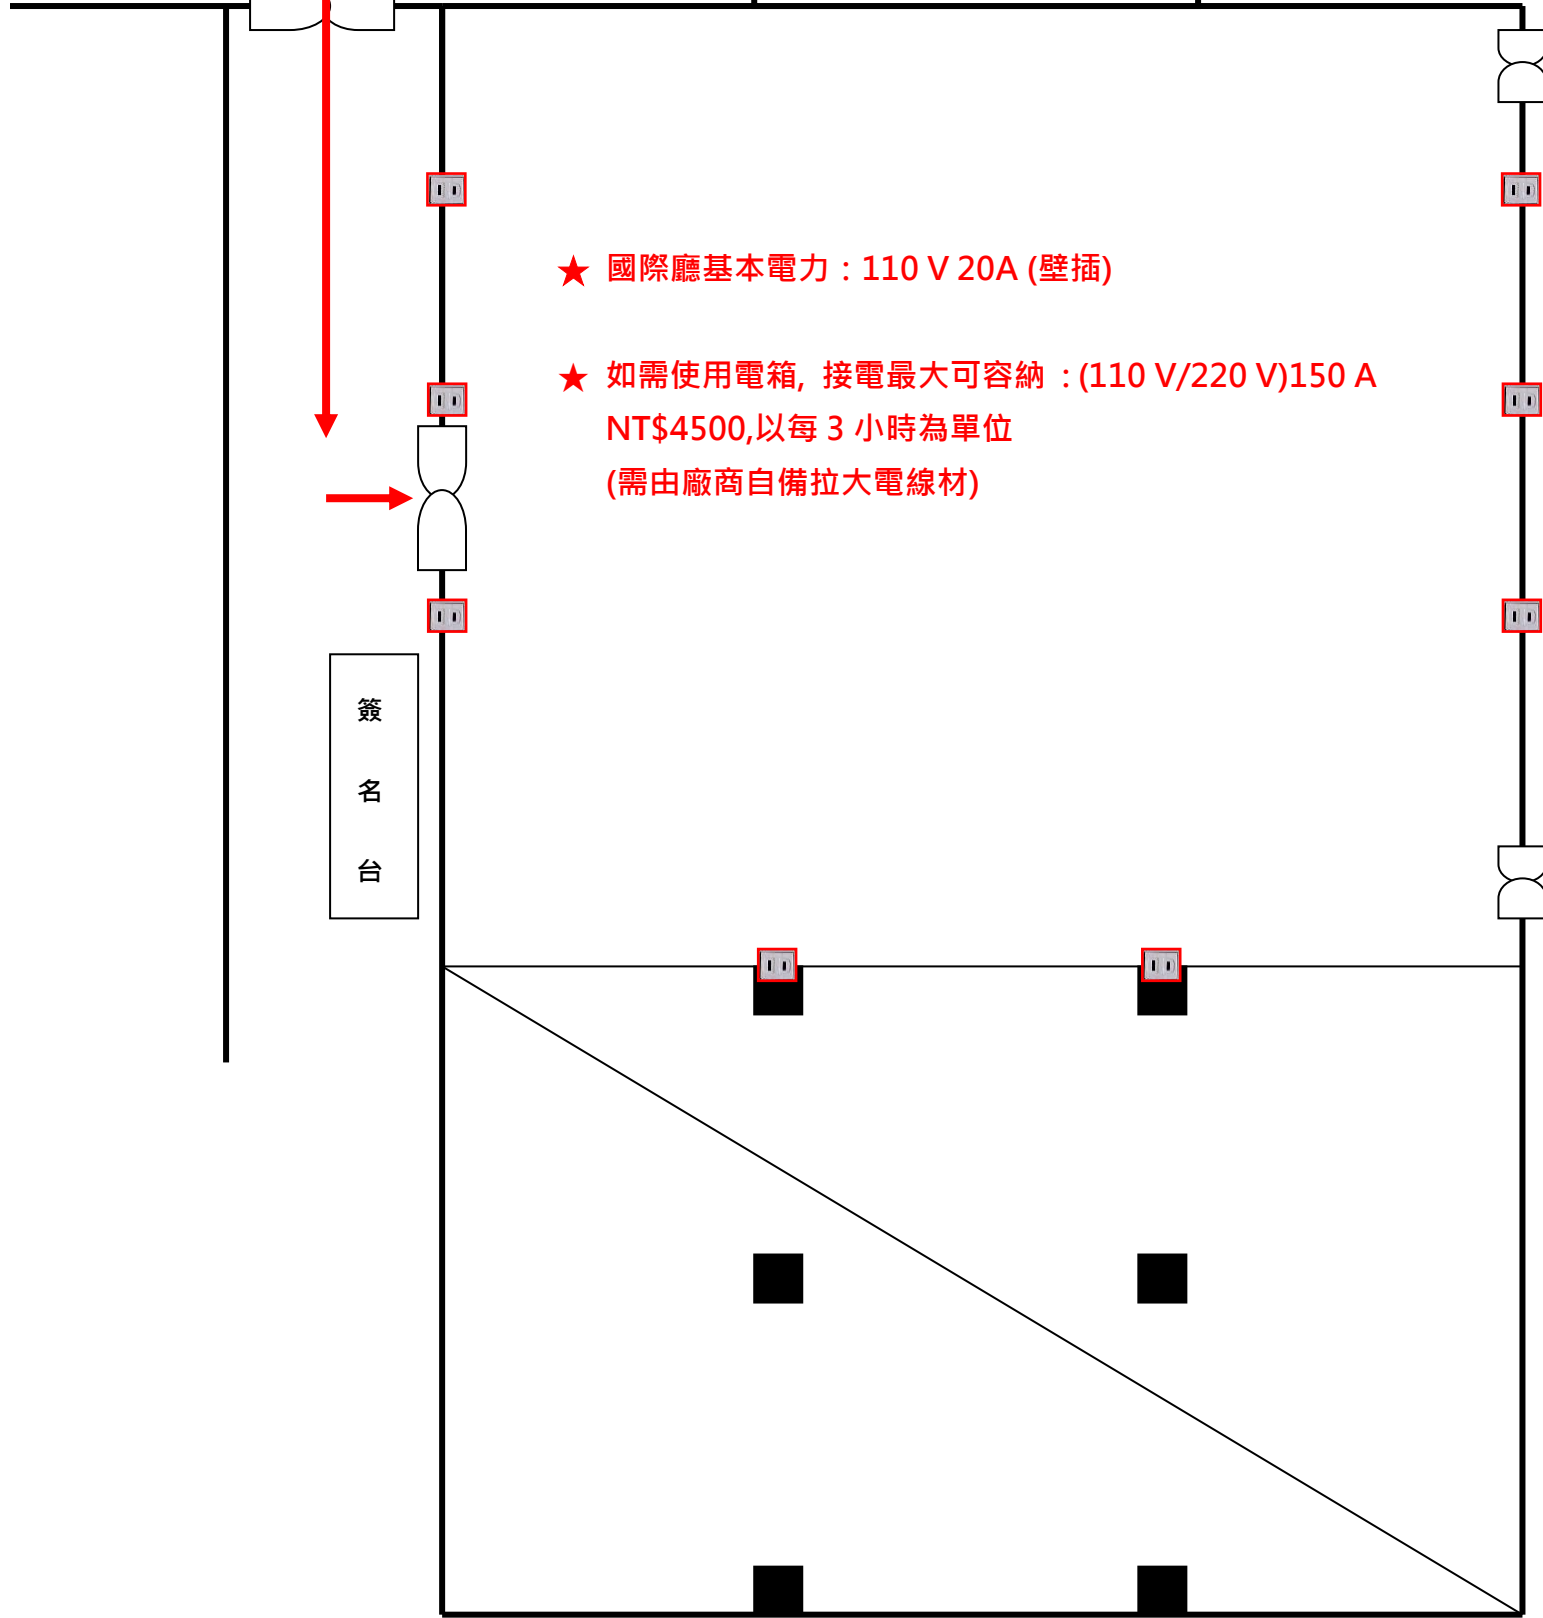 ★ 國際廳基本電力：110 V 20A (壁插)
★ 如需使用電箱, 接電最大可容納：(110 V/220 V)150 A
NT$4500,以每 3 小時為單位
(需由廠商自備拉大電線材)
簽
名
台